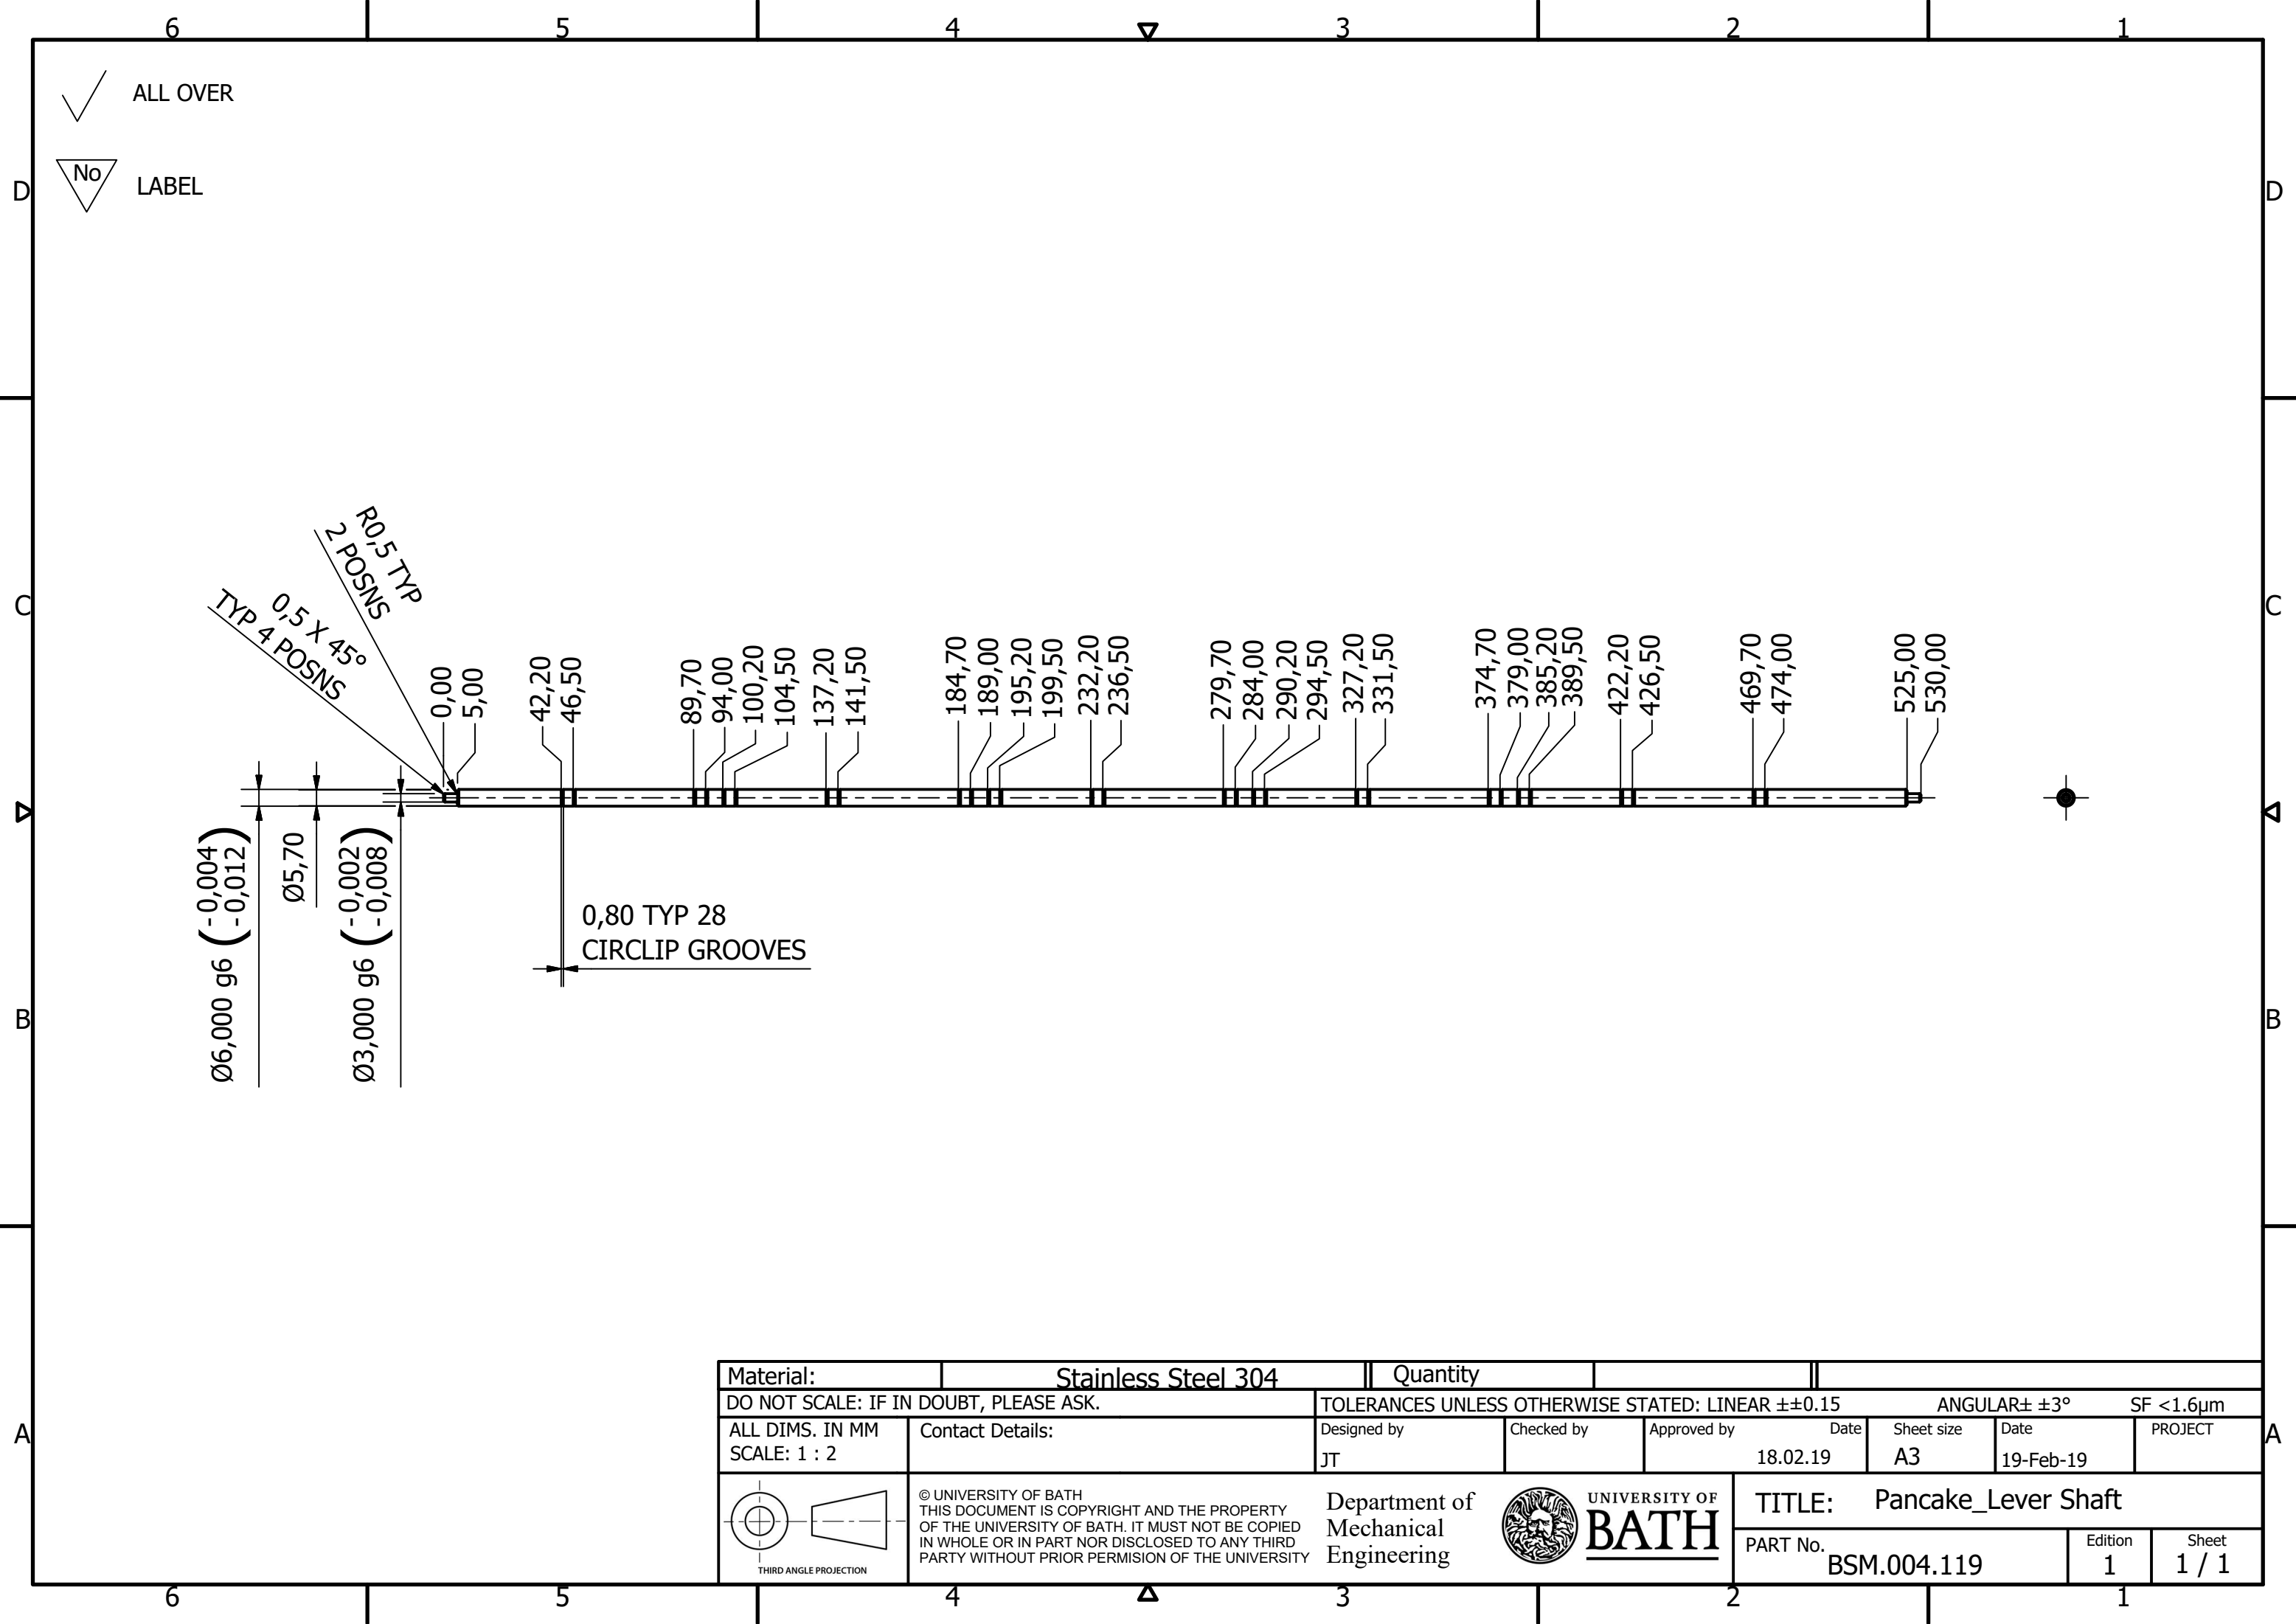 6 5 4 3 2 1
ALL OVER
No
LABEL
D D
R0,5 TYP
2 POSNS
0,5 X 45°
TYP 4 POSNS
C C
0,00
5,00
42,20
46,50
89,70
94,00
100,20
104,50
137,20
141,50
184,70
189,00
195,20
199,50
232,20
236,50
279,70
284,00
290,20
294,50
327,20
331,50
374,70
379,00
385,20
389,50
422,20
426,50
469,70
474,00
525,00
530,00
Ø6,000 g6 (-0,004 -0,012)
Ø5,70
Ø3,000 g6 (-0,002 -0,008)
0,80 TYP 28
CIRCLIP GROOVES
B B
A A
Material: Stainless Steel 304 Quantity
DO NOT SCALE: IF IN DOUBT, PLEASE ASK. TOLERANCES UNLESS OTHERWISE STATED: LINEAR ±±0.15 ANGULAR± ±3° SF <1.6µm
ALL DIMS. IN MM
SCALE: 1 : 2
Contact Details:
Designed by
JT
Checked by
Approved by
Date
18.02.19
Sheet size
A3
Date
19-Feb-19
PROJECT
THIRD ANGLE PROJECTION
© UNIVERSITY OF BATH
THIS DOCUMENT IS COPYRIGHT AND THE PROPERTY
OF THE UNIVERSITY OF BATH. IT MUST NOT BE COPIED
IN WHOLE OR IN PART NOR DISCLOSED TO ANY THIRD
PARTY WITHOUT PRIOR PERMISION OF THE UNIVERSITY
Department of
Mechanical
Engineering
UNIVERSITY OF
BATH
TITLE: Pancake_Lever Shaft
PART No. BSM.004.119
Edition
1
Sheet
1 / 1
6 5 4 3 2 1